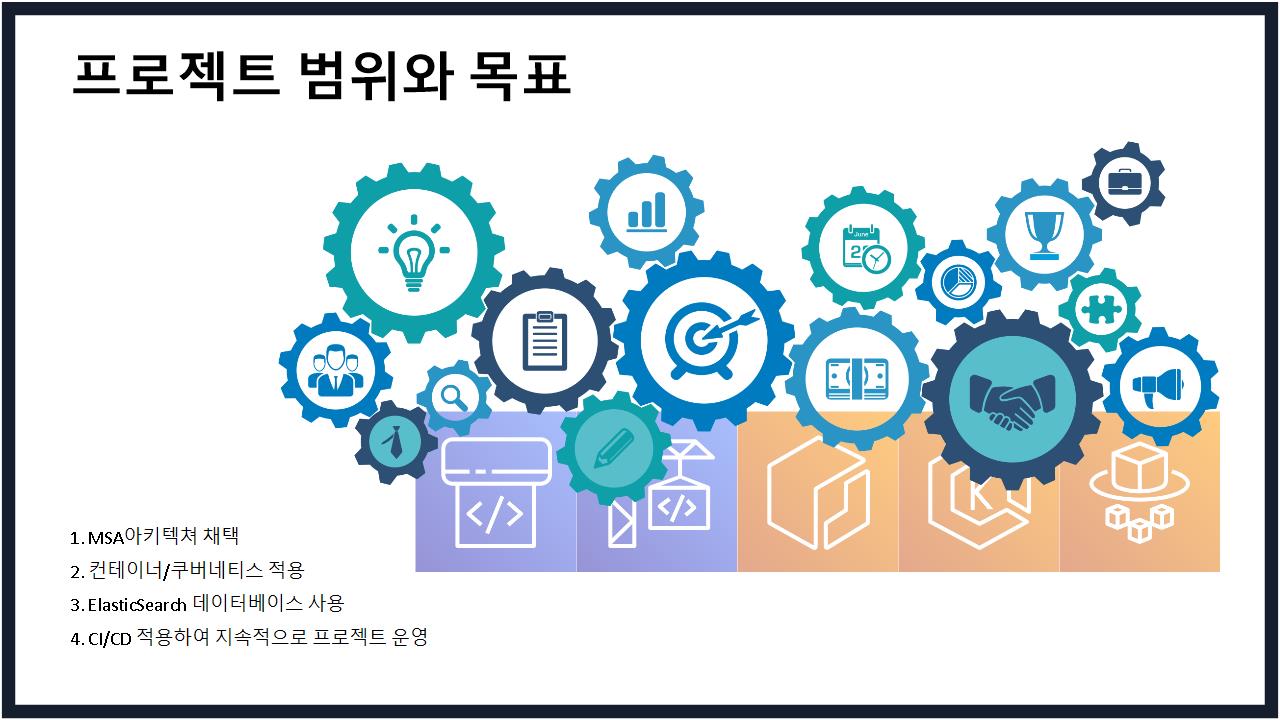 프로젝트 범위와 목표
June
2
K
1. MSA아키텍쳐 채택
2. 컨테이너/쿠버네티스 적용
3. ElasticSearch 데이터베이스 사용
4. CI/CD 적용하여 지속적으로 프로젝트 운영